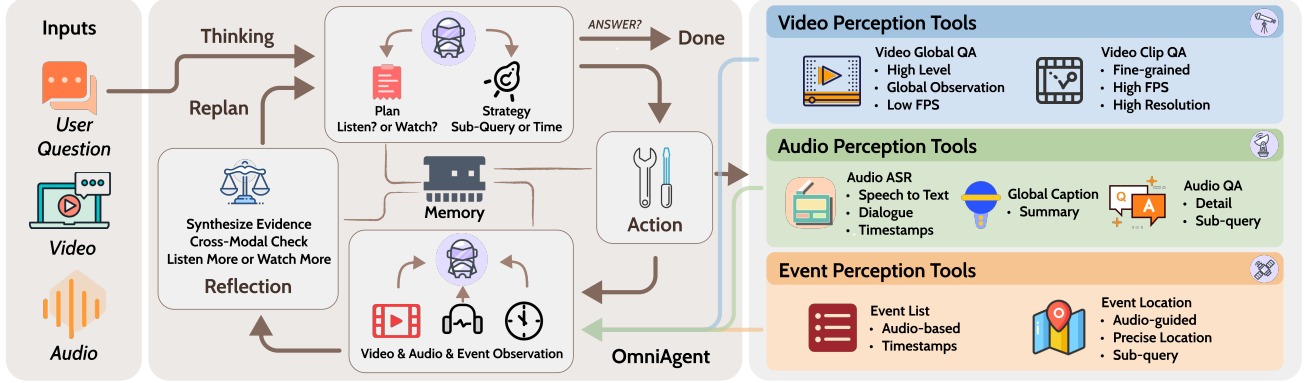 Inputs
User
Question
Video
Audio
Thinking
Replan
Plan
Listen? or Watch?
Strategy
Sub-Query or Time
ANSWER?
Done
Synthesize Evidence
Cross-Modal Check
Listen More or Watch More
Reflection
Memory
Action
Video & Audio & Event Observation
OmniAgent
Video Perception Tools
Video Global QA
• High Level
• Global Observation
• Low FPS
Video Clip QA
• Fine-grained
• High FPS
• High Resolution
Audio Perception Tools
Audio ASR
• Speech to Text
• Dialogue
• Timestamps
Global Caption
• Summary
Q
A
Audio QA
• Detail
• Sub-query
Event Perception Tools
Event List
• Audio-based
• Timestamps
Event Location
• Audio-guided
• Precise Location
• Sub-query